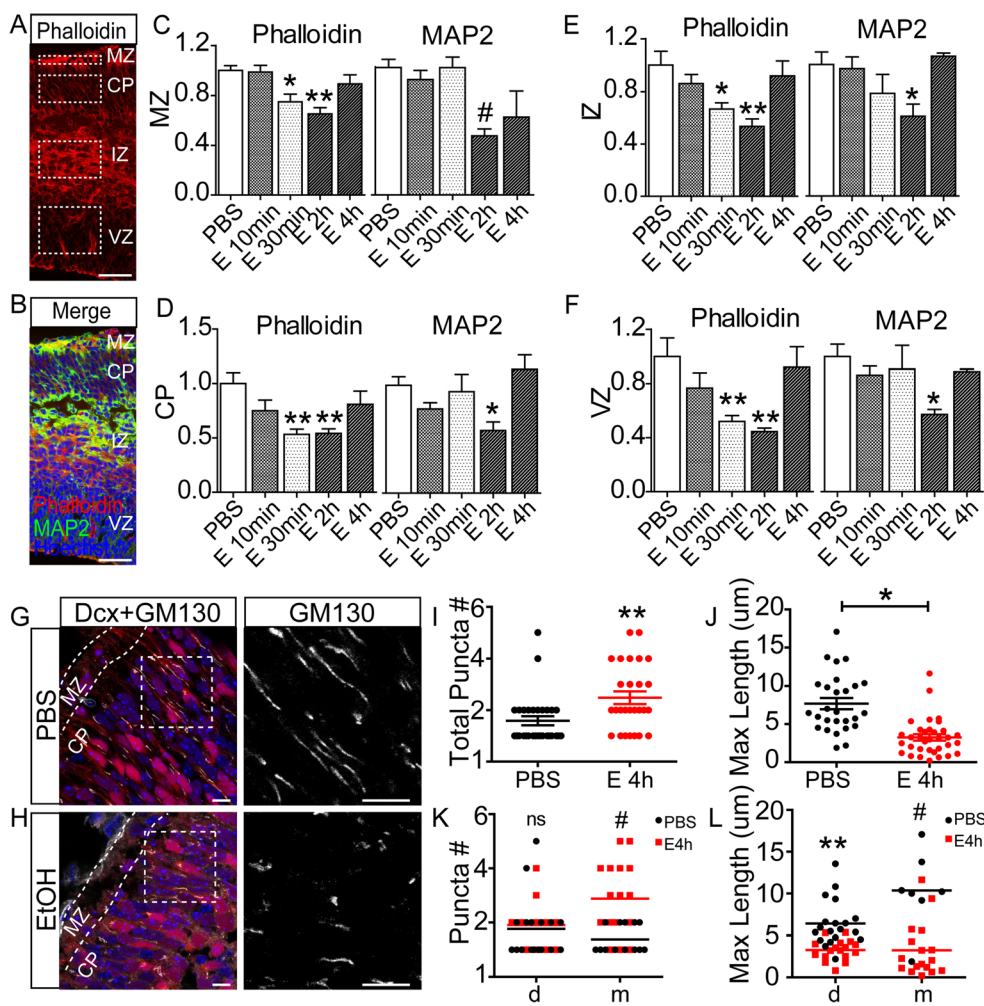 A
Phalloidin
MZ
CP
IZ
VZ
B
Merge
MZ
CP
IZ
Phalloidin
MAP2
VZ
Hoechst
C
Phalloidin
MAP2
MZ
1.2
0.8
0.4
0.0
*
**
#
PBS
E 10min
E 30min
E 2h
E 4h
PBS
E 10min
E 30min
E 2h
E 4h
D
Phalloidin
MAP2
CP
1.5
1.0
0.5
0.0
**
**
*
PBS
E 10min
E 30min
E 2h
E 4h
PBS
E 10min
E 30min
E 2h
E 4h
E
Phalloidin
MAP2
IZ
1.2
0.8
0.4
0.0
*
**
*
PBS
E 10min
E 30min
E 2h
E 4h
PBS
E 10min
E 30min
E 2h
E 4h
F
Phalloidin
MAP2
VZ
1.2
0.8
0.4
0.0
**
**
*
PBS
E 10min
E 30min
E 2h
E 4h
PBS
E 10min
E 30min
E 2h
E 4h
G
Dcx+GM130
GM130
PBS
MZ
CP
H
EtOH
MZ
CP
I
Total Puncta #
6
4
2
1
**
PBS
E 4h
J
Max Length (um)
20
15
10
5
0
*
PBS
E 4h
K
Puncta #
6
4
2
1
ns
#
PBS
E4h
d
m
L
Max Length (um)
20
15
10
5
0
**
#
PBS
E4h
d
m